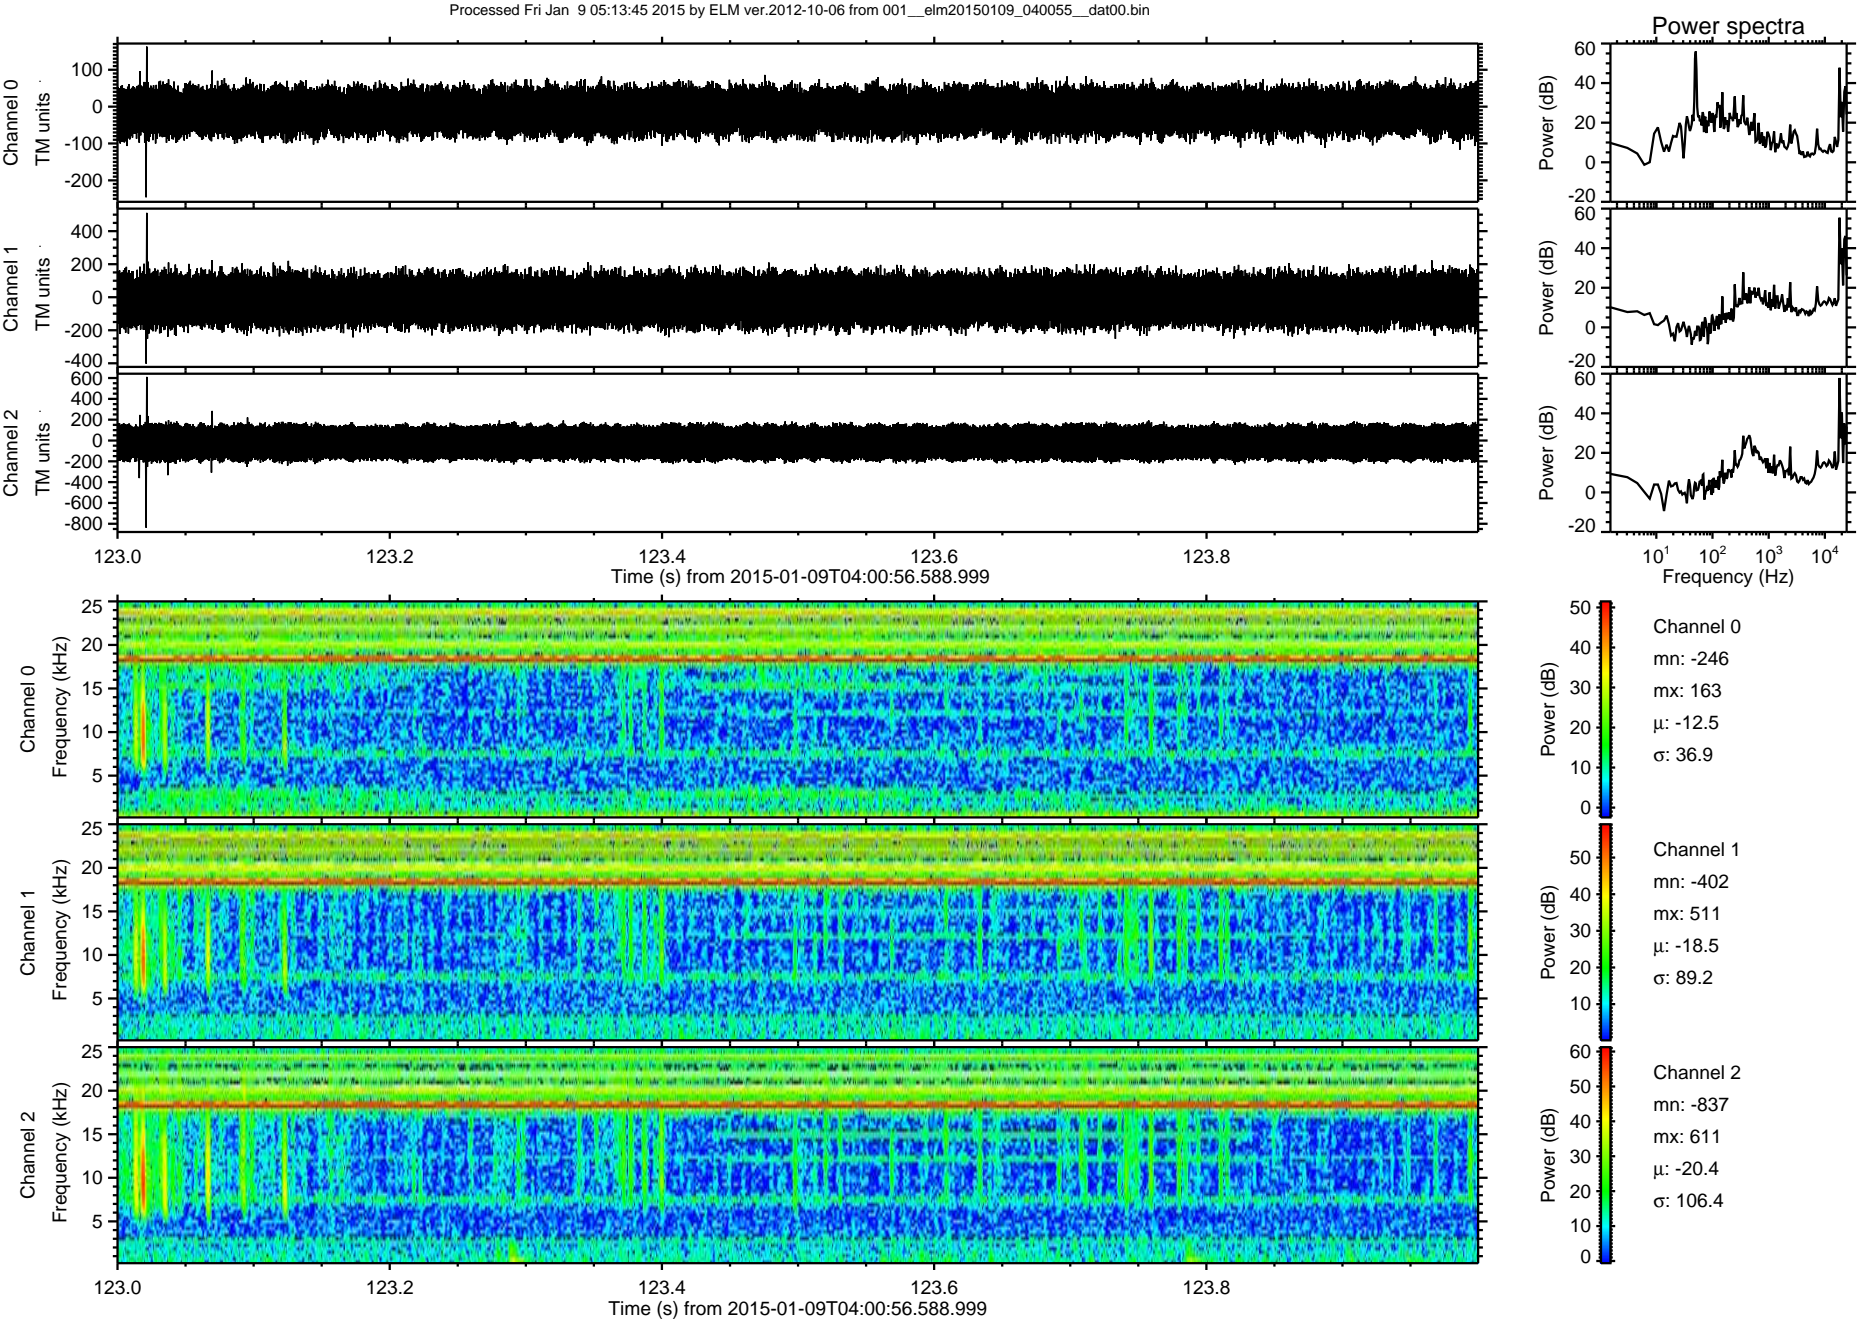 Processed Fri Jan  9 05:13:45 2015 by ELM ver.2012-10-06 from 001__elm20150109_040055__dat00.bin
Power spectra
Channel 0
TM units
100
0
-100
-200
Power (dB)
60
40
20
0
-20
Channel 1
TM units
400
200
0
-200
-400
Power (dB)
60
40
20
0
-20
Channel 2
TM units
600
400
200
0
-200
-400
-600
-800
Power (dB)
60
40
20
0
-20
123.0 123.2 123.4 123.6 123.8
Time (s) from 2015-01-09T04:00:56.588.999
10^1 10^2 10^3 10^4
Frequency (Hz)
Channel 0
Frequency (kHz)
25
20
15
10
5
Power (dB)
50
40
30
20
10
0
Channel 0
mn: -246
mx: 163
μ: -12.5
σ: 36.9
Channel 1
Frequency (kHz)
25
20
15
10
5
Power (dB)
50
40
30
20
10
Channel 1
mn: -402
mx: 511
μ: -18.5
σ: 89.2
Channel 2
Frequency (kHz)
25
20
15
10
5
Power (dB)
60
50
40
30
20
10
0
Channel 2
mn: -837
mx: 611
μ: -20.4
σ: 106.4
123.0 123.2 123.4 123.6 123.8
Time (s) from 2015-01-09T04:00:56.588.999